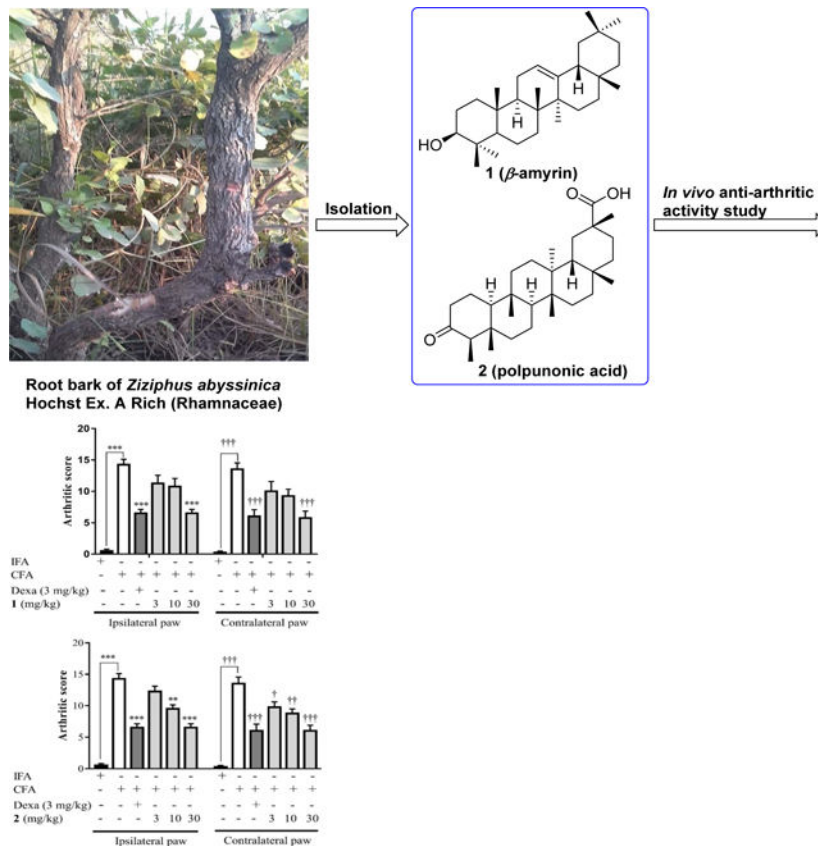 Isolation
HO
H
H
1 (β-amyrin)
O
OH
H
H
H
O
2 (polpunonic acid)
In vivo anti-arthritic
activity study
Root bark of Ziziphus abyssinica
Hochst Ex. A Rich (Rhamnaceae)
Arthritic score
20
15
10
5
0
***
***
***
†††
†††
†††
IFA + - - - - - + - - - - -
CFA - + + + + + - + + + + +
Dexa (3 mg/kg) - - + - - - - - + - - -
1 (mg/kg) - - - 3 10 30 - - - 3 10 30
Ipsilateral paw Contralateral paw
Arthritic score
20
15
10
5
0
***
***
**
***
†††
†††
†
††
†††
IFA + - - - - - + - - - - -
CFA - + + + + + - + + + + +
Dexa (3 mg/kg) - - + - - - - - + - - -
2 (mg/kg) - - - 3 10 30 - - - 3 10 30
Ipsilateral paw Contralateral paw